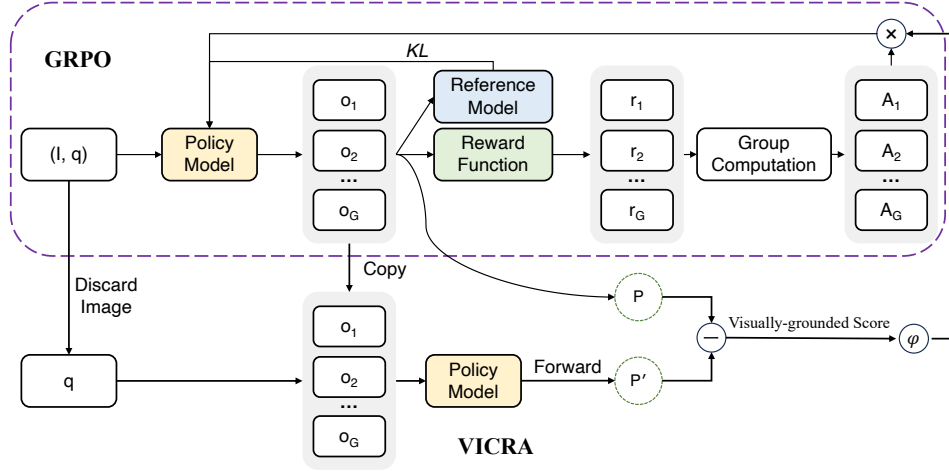 GRPO
KL
×
(I, q)
Policy
Model
o1
o2
...
oG
Reference
Model
Reward
Function
r1
r2
...
rG
Group
Computation
A1
A2
...
AG
Discard
Image
Copy
q
o1
o2
...
oG
Policy
Model
Forward
P
P′
−
Visually-grounded Score
φ
VICRA